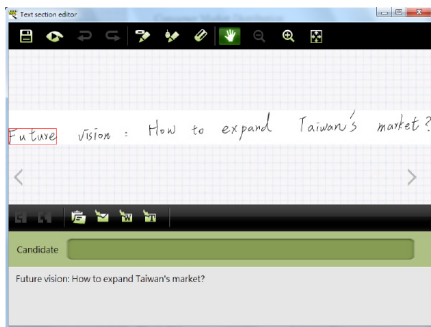 Text section editor
Future vision : How to expand Taiwan's market?
Candidate
Future vision: How to expand Taiwan's market?